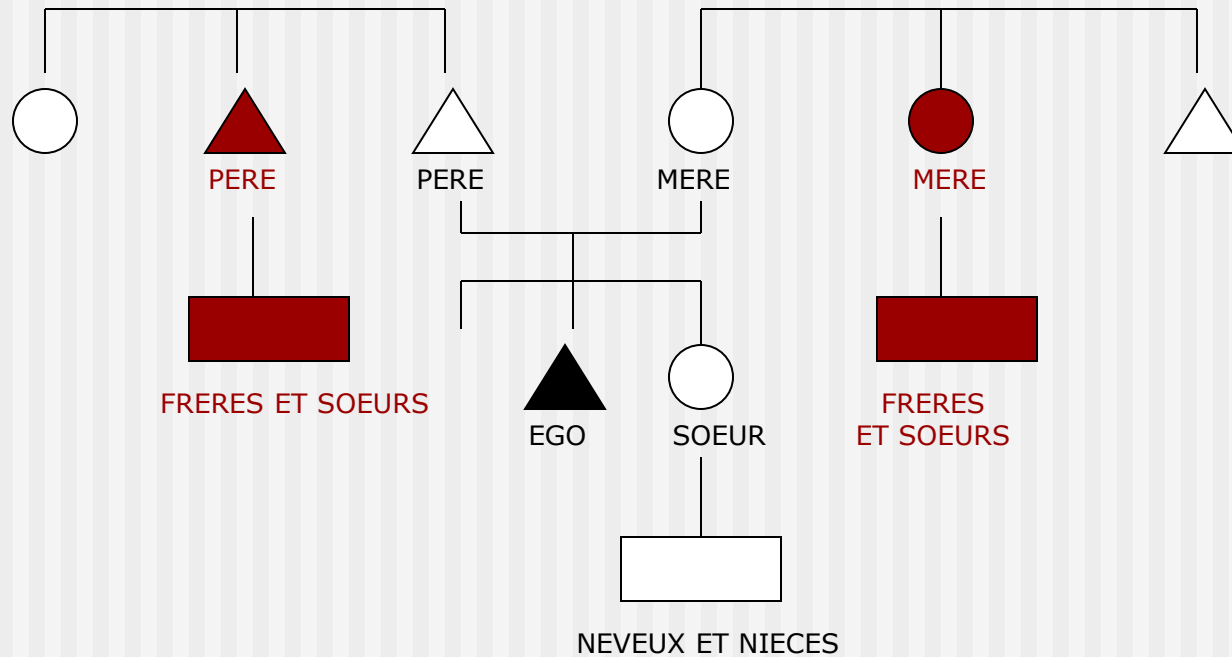 PERE
PERE
MERE
MERE
FRERES ET SOEURS
FRERES
ET SOEURS
EGO
SOEUR
NEVEUX ET NIECES